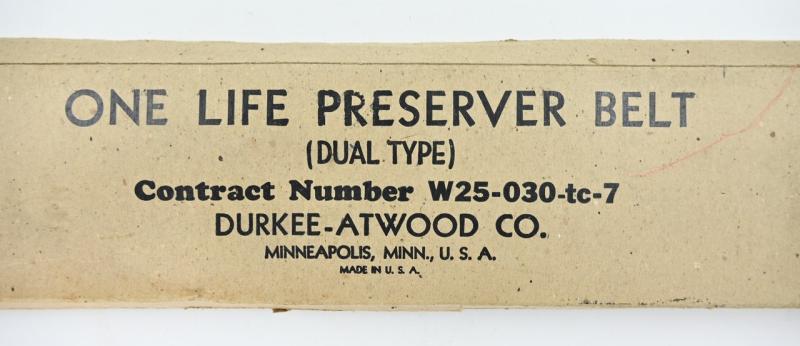 ONE LIFE PRESERVER BELT
(DUAL TYPE)
Contract Number W25-030-tc-7
DURKEE-ATWOOD CO.
MINNEAPOLIS, MINN., U. S. A.
MADE IN U. S. A.